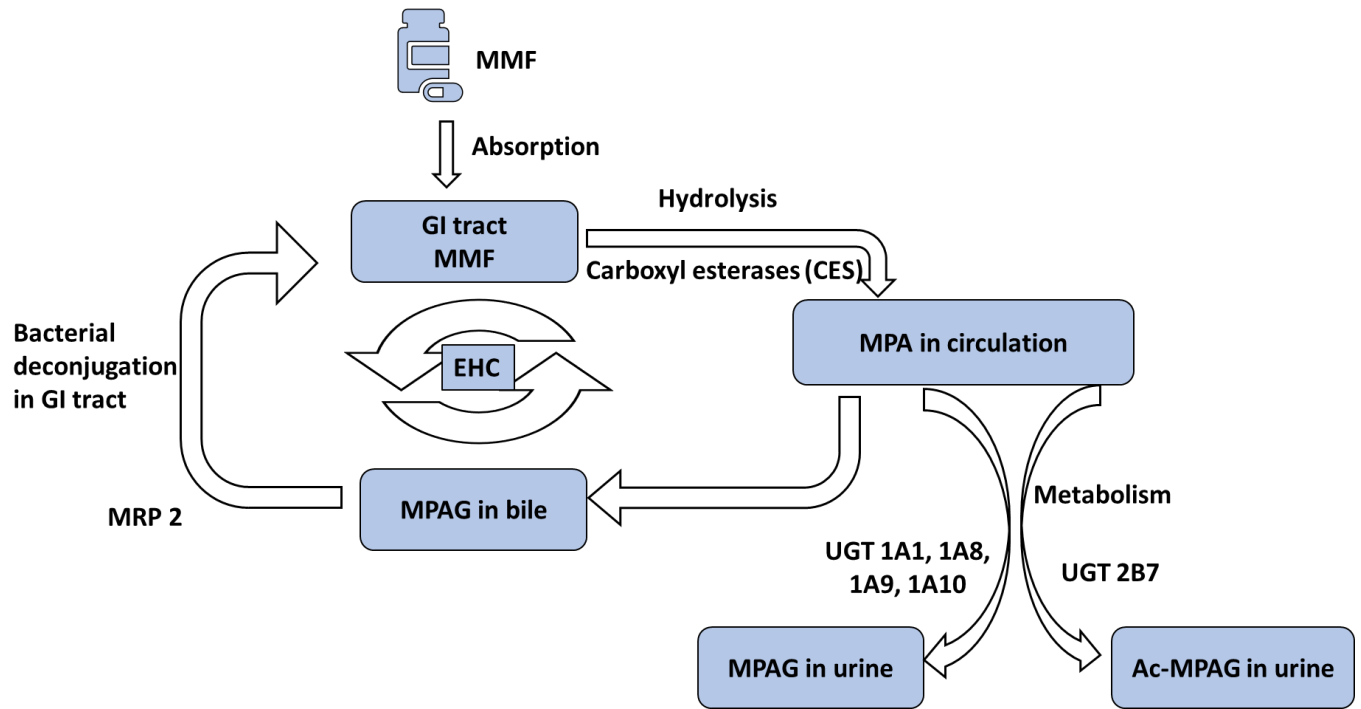 MMF
Absorption
GI tract
MMF
Hydrolysis
Carboxyl esterases (CES)
MPA in circulation
Bacterial
deconjugation
in GI tract
EHC
MPAG in bile
MRP 2
Metabolism
UGT 1A1, 1A8,
1A9, 1A10
UGT 2B7
MPAG in urine
Ac-MPAG in urine